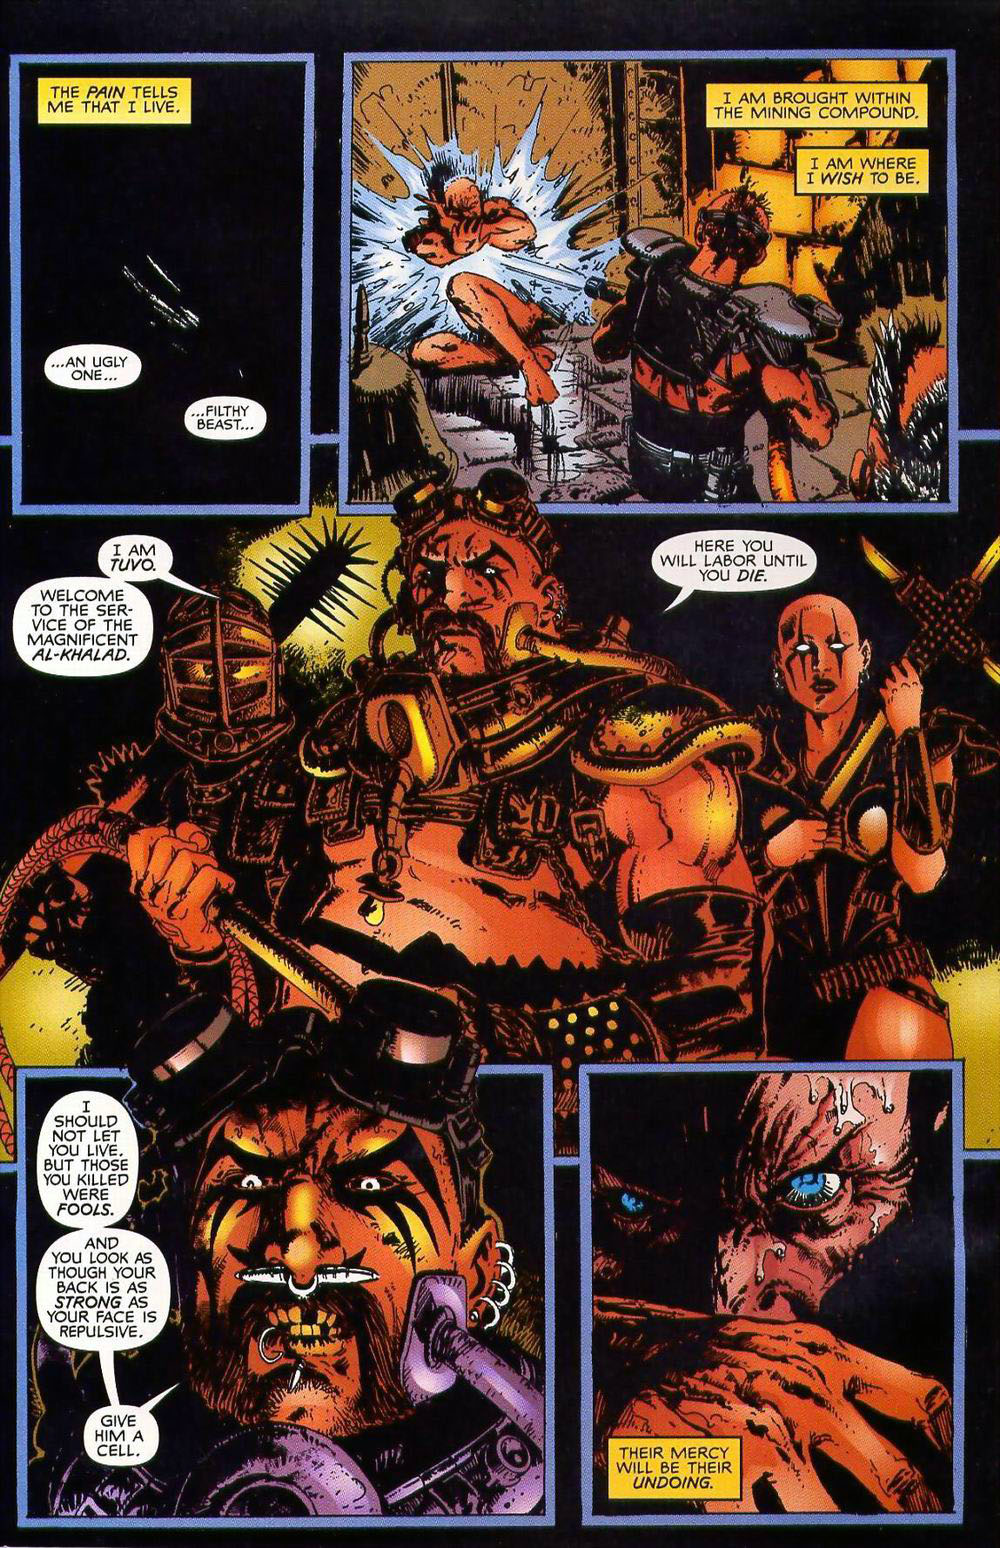 THE PAIN TELLS
ME THAT I LIVE.
...AN UGLY
ONE...
...FILTHY
BEAST...
I AM BROUGHT WITHIN
THE MINING COMPOUND.
I AM WHERE
I WISH TO BE.
I AM
TUVO.
WELCOME
TO THE SER-
VICE OF THE
MAGNIFICENT
AL-KHALAD.
HERE YOU
WILL LABOR UNTIL
YOU DIE.
I
SHOULD
NOT LET
YOU LIVE.
BUT THOSE
YOU KILLED
WERE
FOOLS.
AND
YOU LOOK AS
THOUGH YOUR
BACK IS AS
STRONG AS
YOUR FACE IS
REPULSIVE.
GIVE
HIM A
CELL.
THEIR MERCY
WILL BE THEIR
UNDOING.